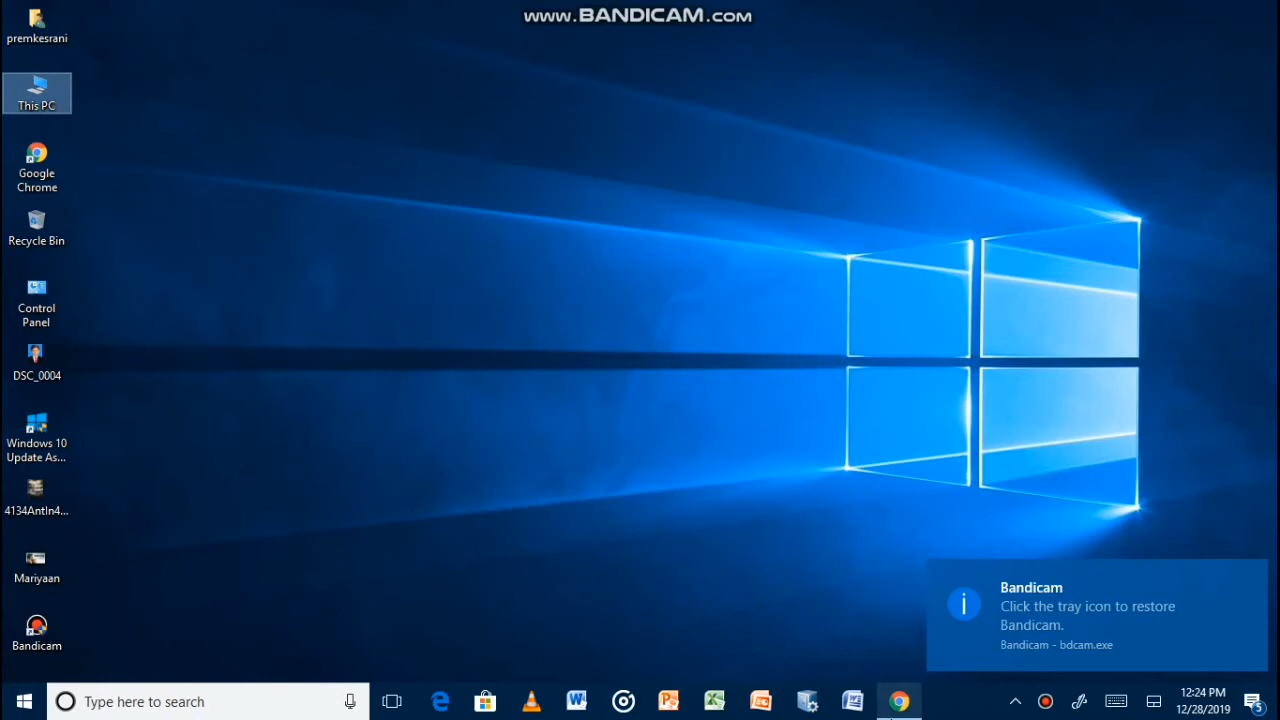 www.BANDICAM.com
premkesrani
This PC
Google
Chrome
Recycle Bin
Control
Panel
DSC_0004
Windows 10
Update As...
4134AntIn4...
Mariyaan
Bandicam
Bandicam
Click the tray icon to restore
Bandicam.
Bandicam - bdcam.exe
Type here to search
12:24 PM
12/28/2019
5